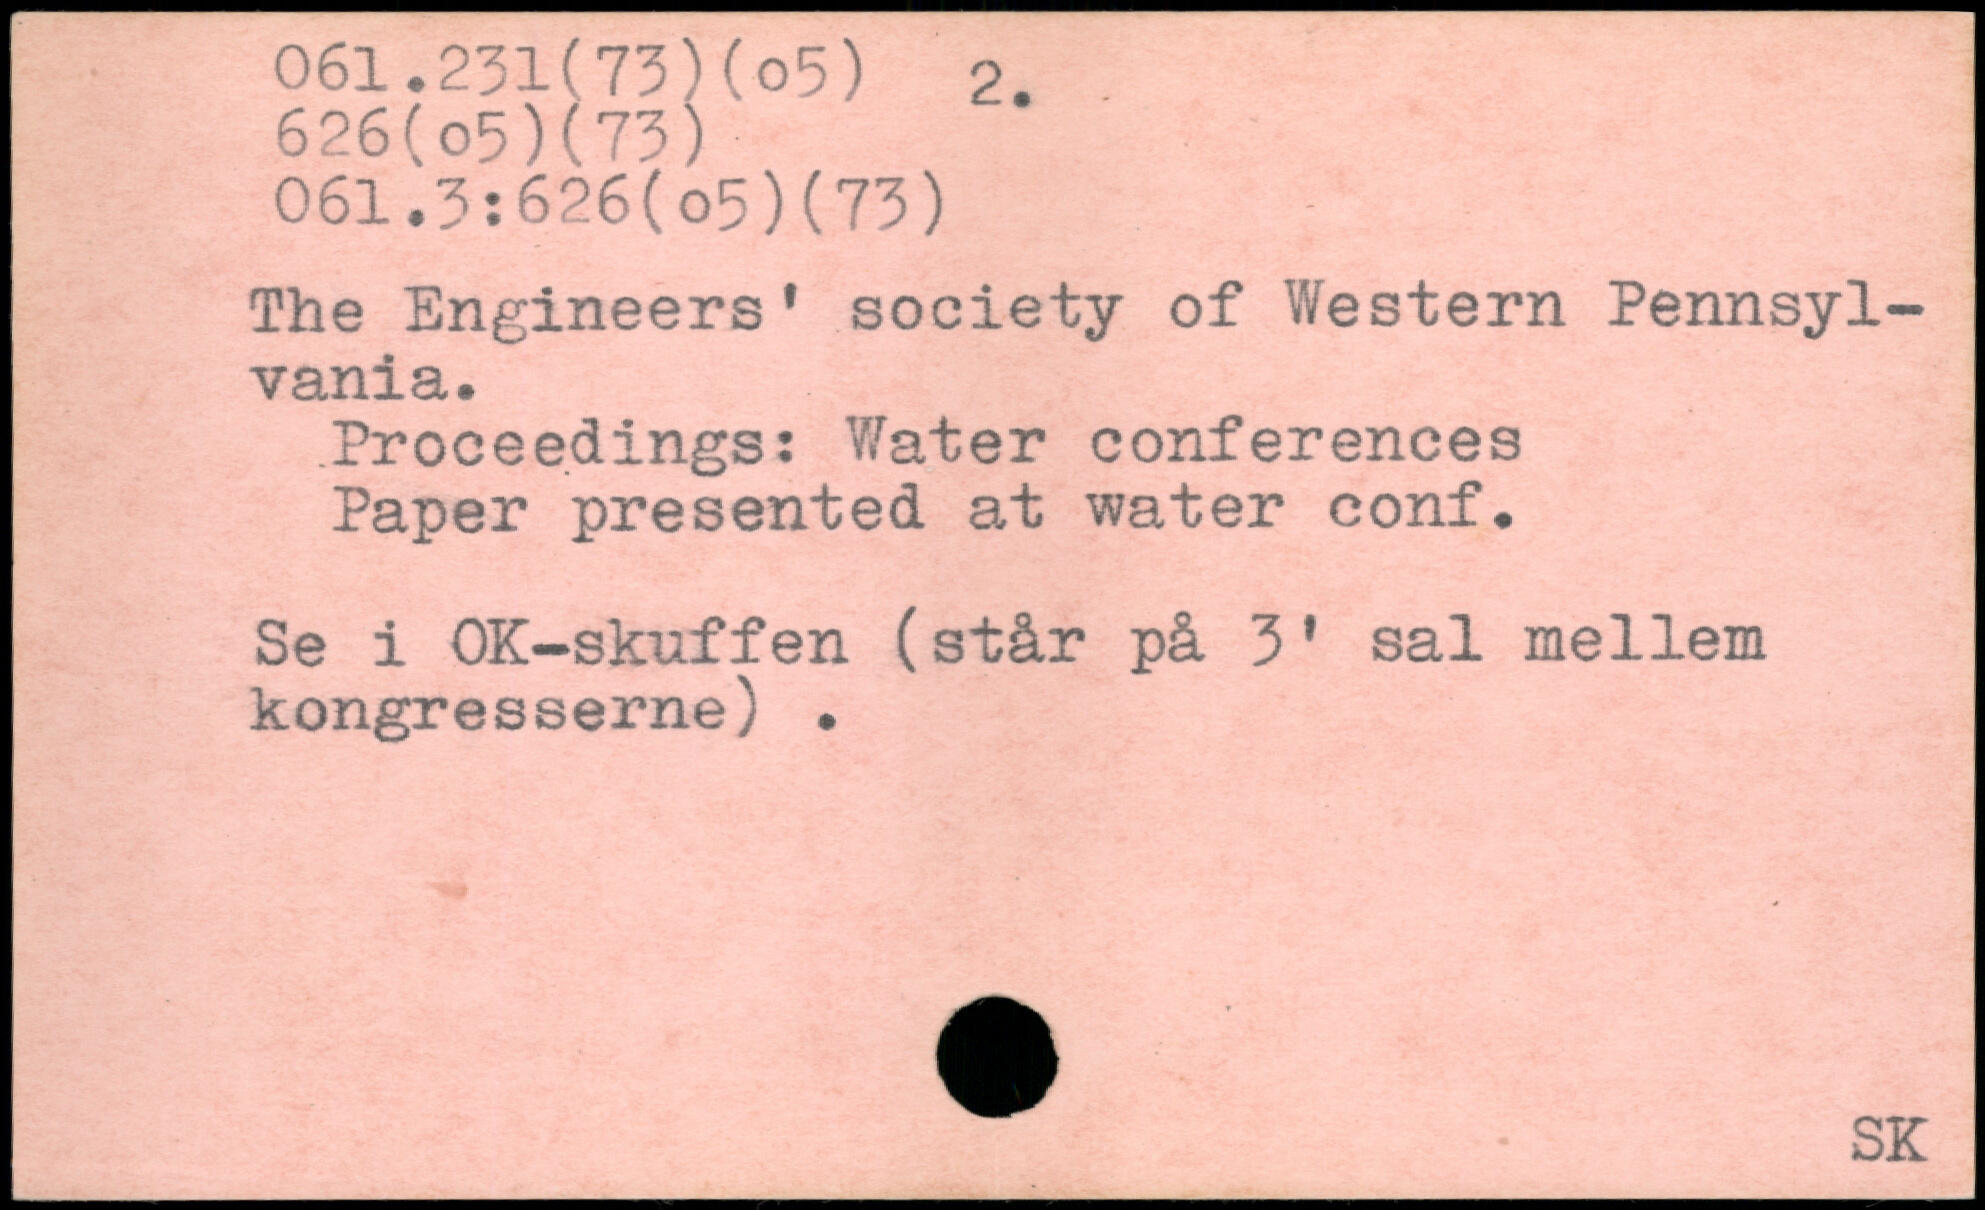 061.231(73)(o5) 2.
626(o5)(73)
061.3:626(o5)(73)
The Engineers' society of Western Pennsyl-
vania.
Proceedings: Water conferences
Paper presented at water conf.
Se i OK-skuffen (står på 3' sal mellem
kongresserne) .
SK